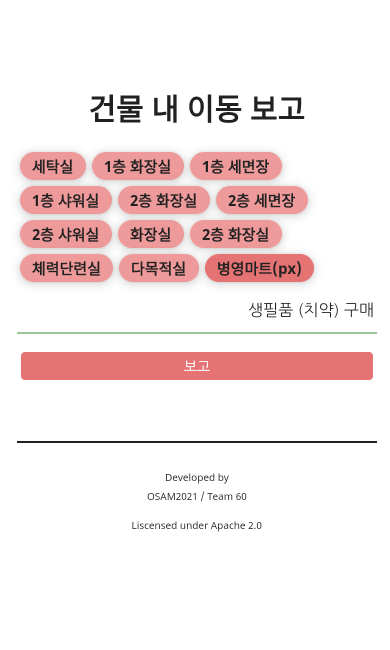 건물 내 이동 보고
세탁실 1층 화장실 1층 세면장
1층 샤워실 2층 화장실 2층 세면장
2층 샤워실 화장실 2층 화장실
체력단련실 다목적실 병영마트(px)
생필품 (치약) 구매
보고
Developed by
OSAM2021 / Team 60
Liscensed under Apache 2.0